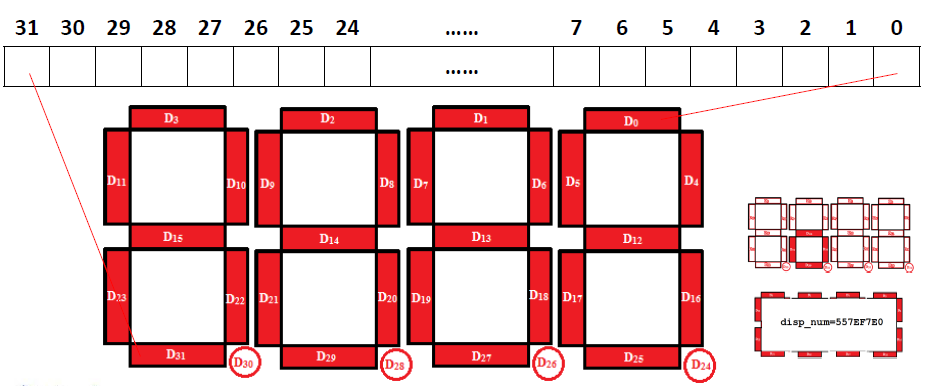 31 30 29 28 27 26 25 24 …… 7 6 5 4 3 2 1 0
……
D3 D2 D1 D0
D11 D10 D9 D8 D7 D6 D5 D4
D15 D14 D13 D12
D23 D22 D21 D20 D19 D18 D17 D16
D31 D30 D29 D28 D27 D26 D25 D24
disp_num=557EF7E0